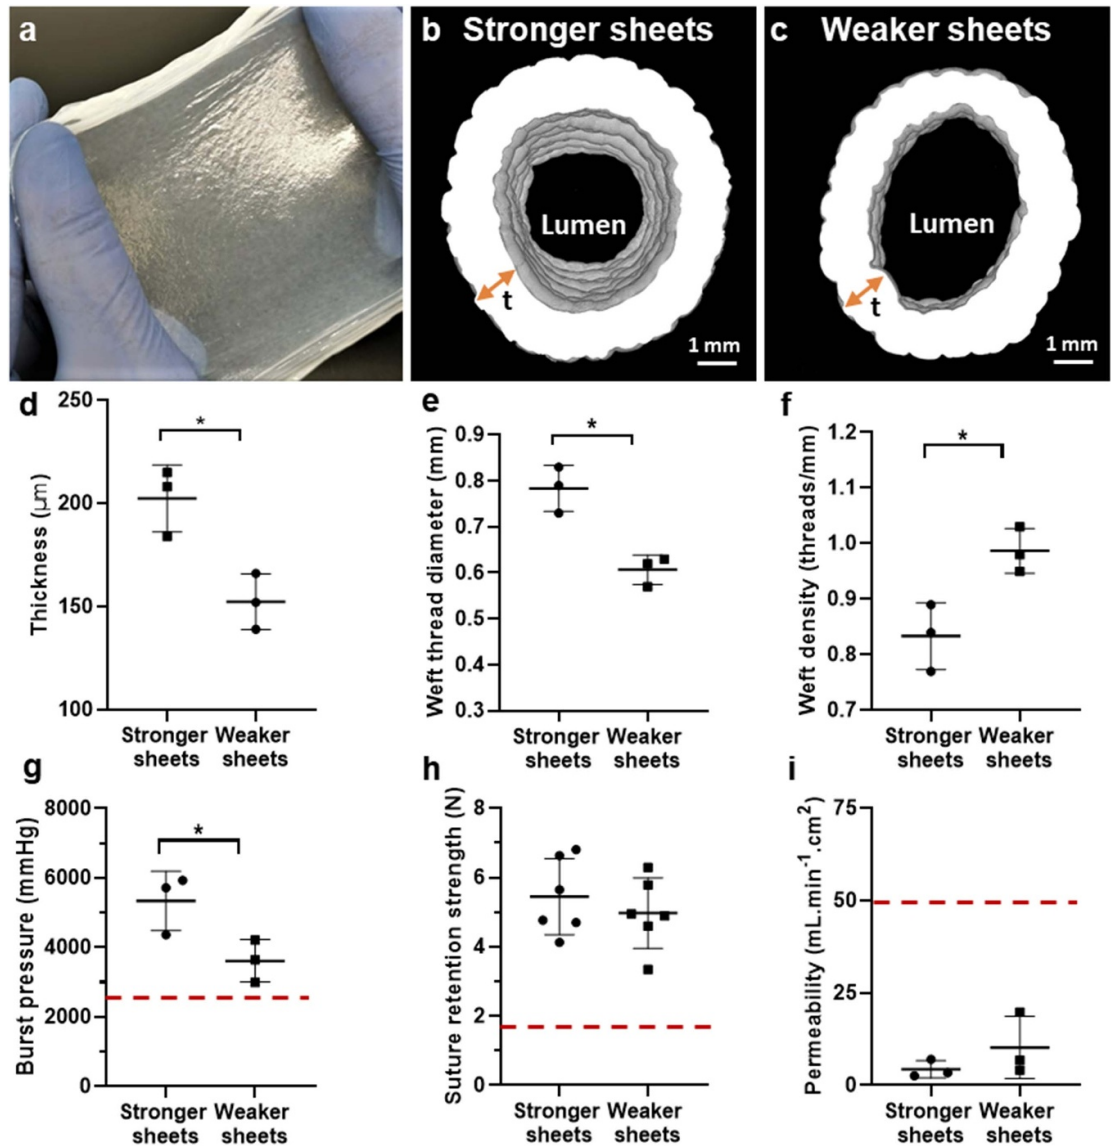 a
b Stronger sheets
Lumen
t
1 mm
c Weaker sheets
Lumen
t
1 mm
d
Thickness (μm)
250
200
150
100
*
Stronger sheets
Weaker sheets
e
Weft thread diameter (mm)
0.9
0.8
0.7
0.6
0.5
0.4
0.3
*
Stronger sheets
Weaker sheets
f
Weft density (threads/mm)
1.2
1.1
1.0
0.9
0.8
0.7
*
Stronger sheets
Weaker sheets
g
Burst pressure (mmHg)
8000
6000
4000
2000
0
*
Stronger sheets
Weaker sheets
h
Suture retention strength (N)
8
6
4
2
0
Stronger sheets
Weaker sheets
i
Permeability (mL.min⁻¹.cm²)
75
50
25
0
Stronger sheets
Weaker sheets